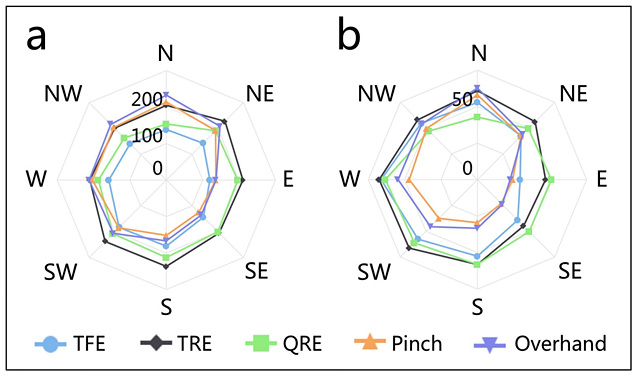 a b
N N
NW NE NW NE
200 50
100
W 0 E W 0 E
SW SE SW SE
S S
TFE TRE QRE Pinch Overhand